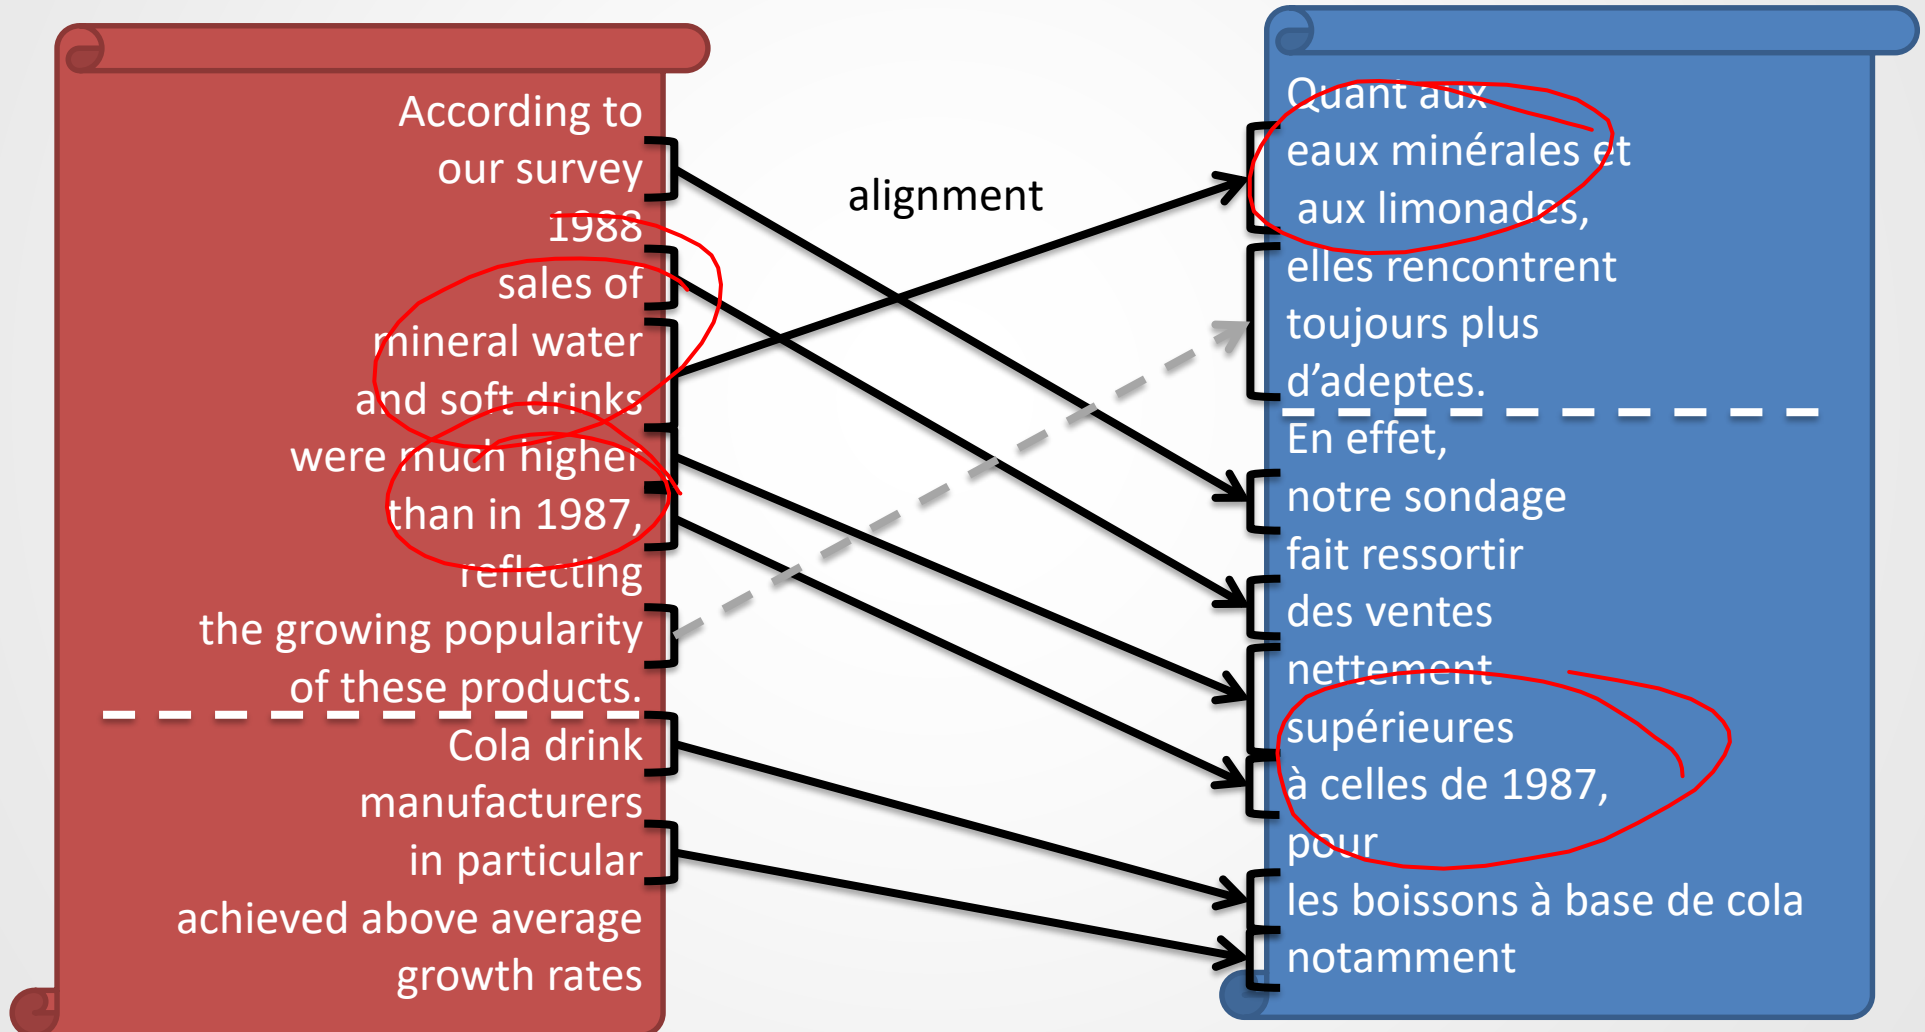 According to
our survey
1988
sales of
mineral water
and soft drinks
were much higher
than in 1987,
reflecting
the growing popularity
of these products.
Cola drink
manufacturers
in particular
achieved above average
growth rates
alignment
Quant aux
eaux minérales et
aux limonades,
elles rencontrent
toujours plus
d’adeptes.
En effet,
notre sondage
fait ressortir
des ventes
nettement
supérieures
à celles de 1987,
pour
les boissons à base de cola
notamment